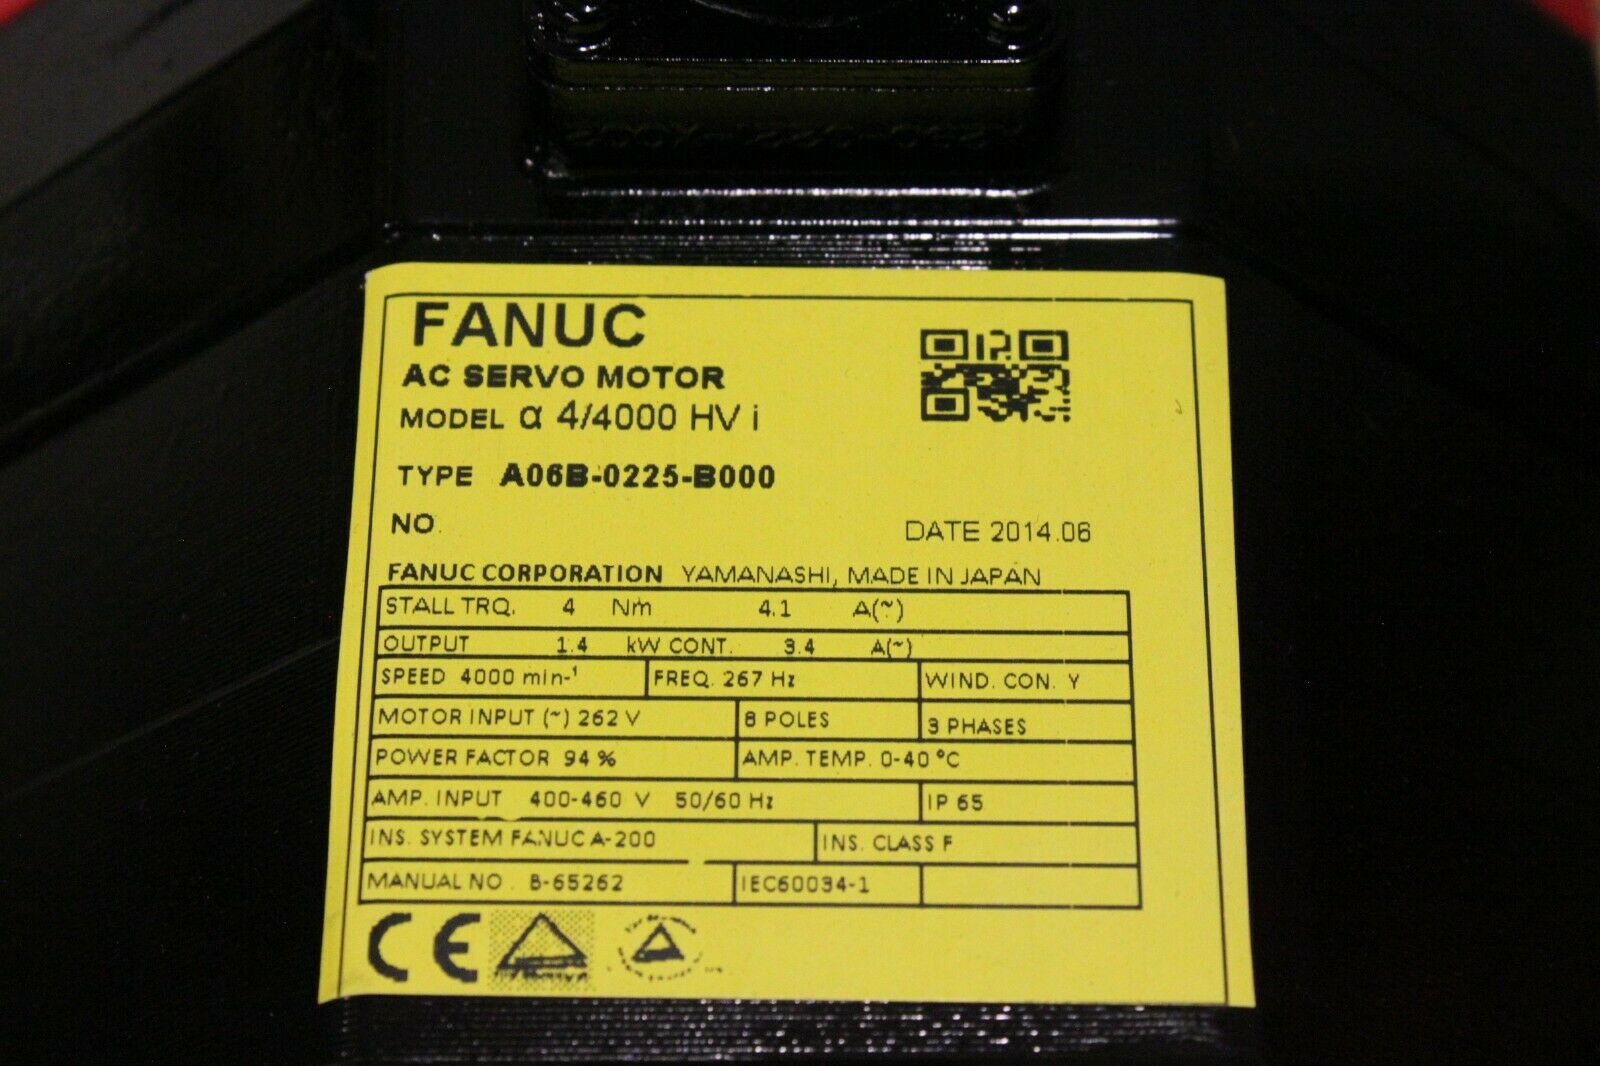 FANUC
AC SERVO MOTOR
MODEL α 4/4000 HV i
TYPE A06B-0225-B000
NO.
DATE 2014.06
FANUC CORPORATION YAMANASHI, MADE IN JAPAN
STALL TRQ. 4 Nm 4.1 A(~)
OUTPUT 1.4 kW CONT. 3.4 A(~)
SPEED 4000 min-¹ FREQ. 267 Hz WIND. CON. Y
MOTOR INPUT (~) 262 V 8 POLES 3 PHASES
POWER FACTOR 94 % AMP. TEMP. 0-40 °C
AMP. INPUT 400-460 V 50/60 Hz IP 65
INS. SYSTEM FANUC A-200 INS. CLASS F
MANUAL NO. B-65262 IEC60034-1
CE